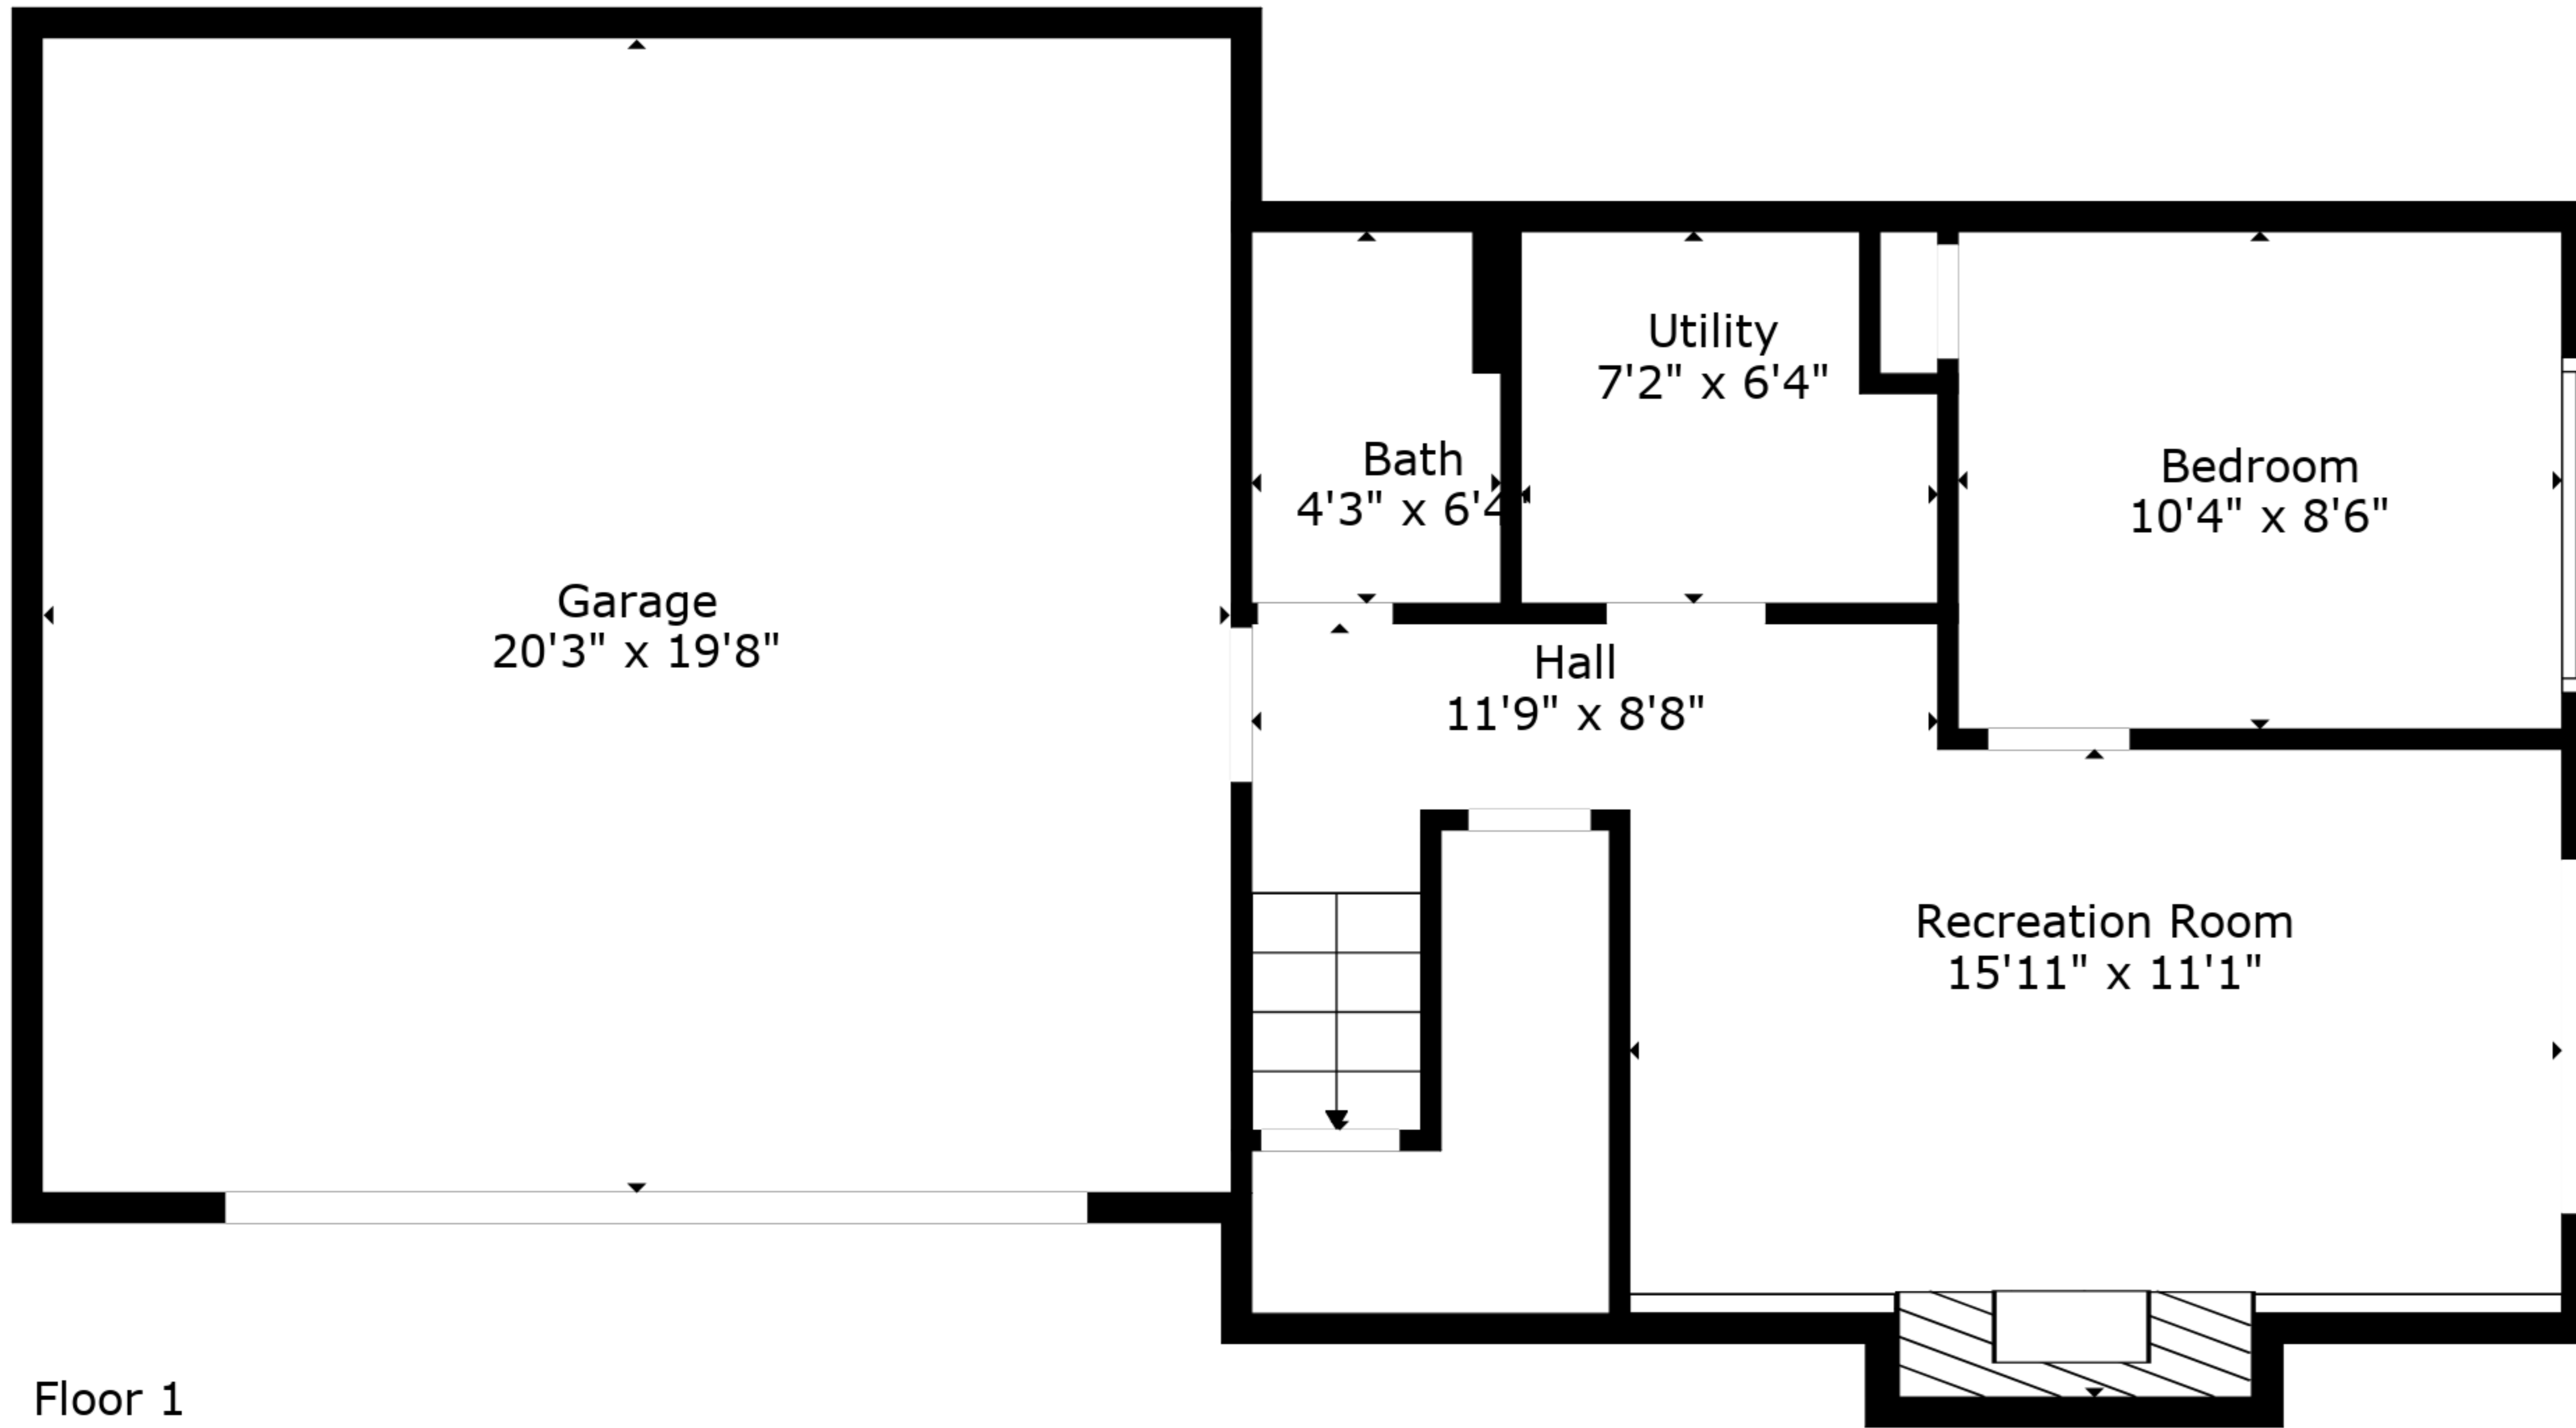 Garage
20'3" x 19'8"
Bath
4'3" x 6'4
Utility
7'2" x 6'4"
Bedroom
10'4" x 8'6"
Hall
11'9" x 8'8"
Recreation Room
15'11" x 11'1"
Floor 1